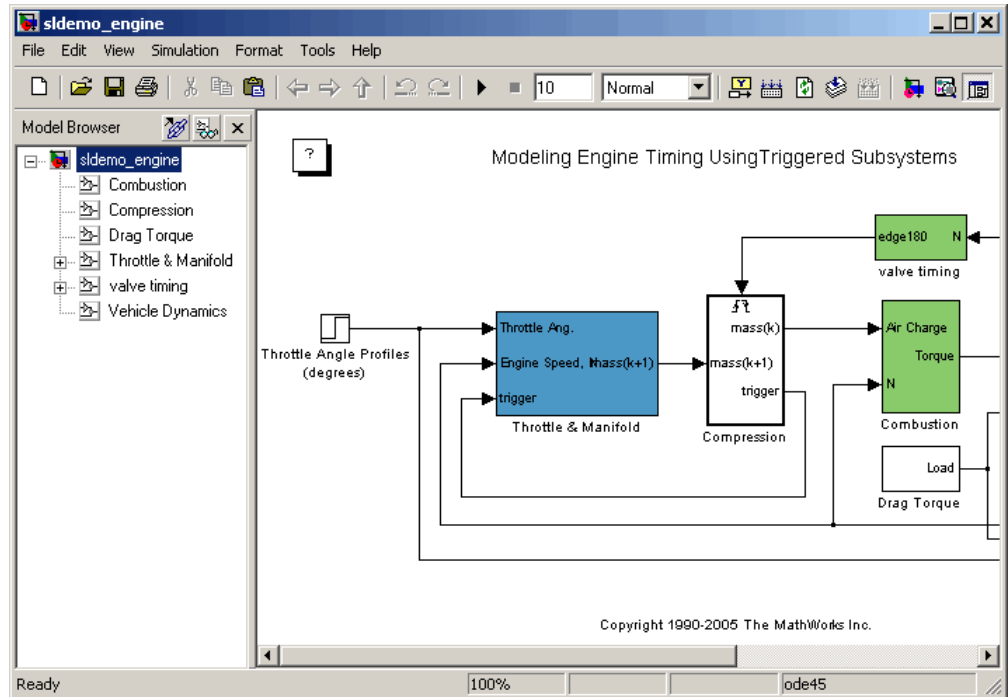 sldemo_engine
File Edit View Simulation Format Tools Help
10 Normal
Model Browser
sldemo_engine
Combustion
Compression
Drag Torque
Throttle & Manifold
valve timing
Vehicle Dynamics
?
Modeling Engine Timing UsingTriggered Subsystems
edge180 N
valve timing
Throttle Angle Profiles
(degrees)
Throttle Ang.
Engine Speed, N
mass(k+1)
trigger
Throttle & Manifold
mass(k)
mass(k+1)
trigger
Compression
Air Charge
Torque
N
Combustion
Load
Drag Torque
Copyright 1990-2005 The MathWorks Inc.
Ready 100% ode45